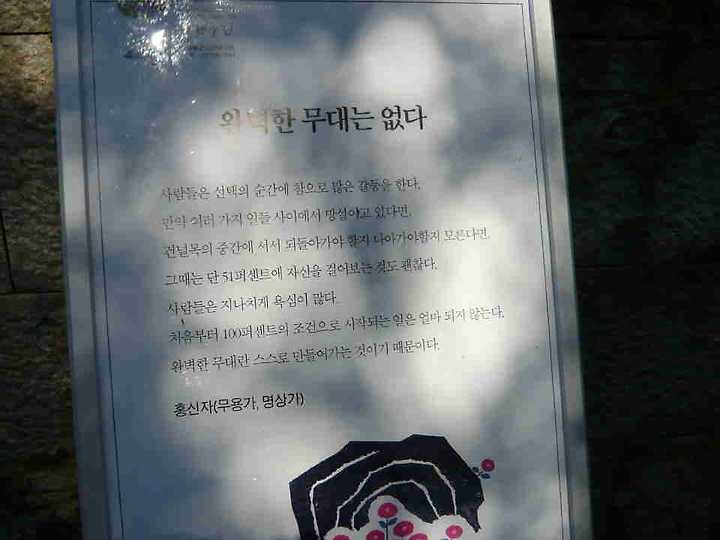 완벽한 무대는 없다
사람들은 선택의 순간에 참으로 많은 갈등을 한다.
만약 여러 가지 일들 사이에서 망설이고 있다면,
건널목의 중간에 서서 되돌아가야 할지 나아가야할지 모른다면,
그때는 단 51퍼센트에 자신을 걸어보는 것도 괜찮다.
사람들은 지나치게 욕심이 많다.
처음부터 100퍼센트의 조건으로 시작되는 일은 얼마 되지 않는다.
완벽한 무대란 스스로 만들어가는 것이기 때문이다.
홍신자(무용가, 명상가)